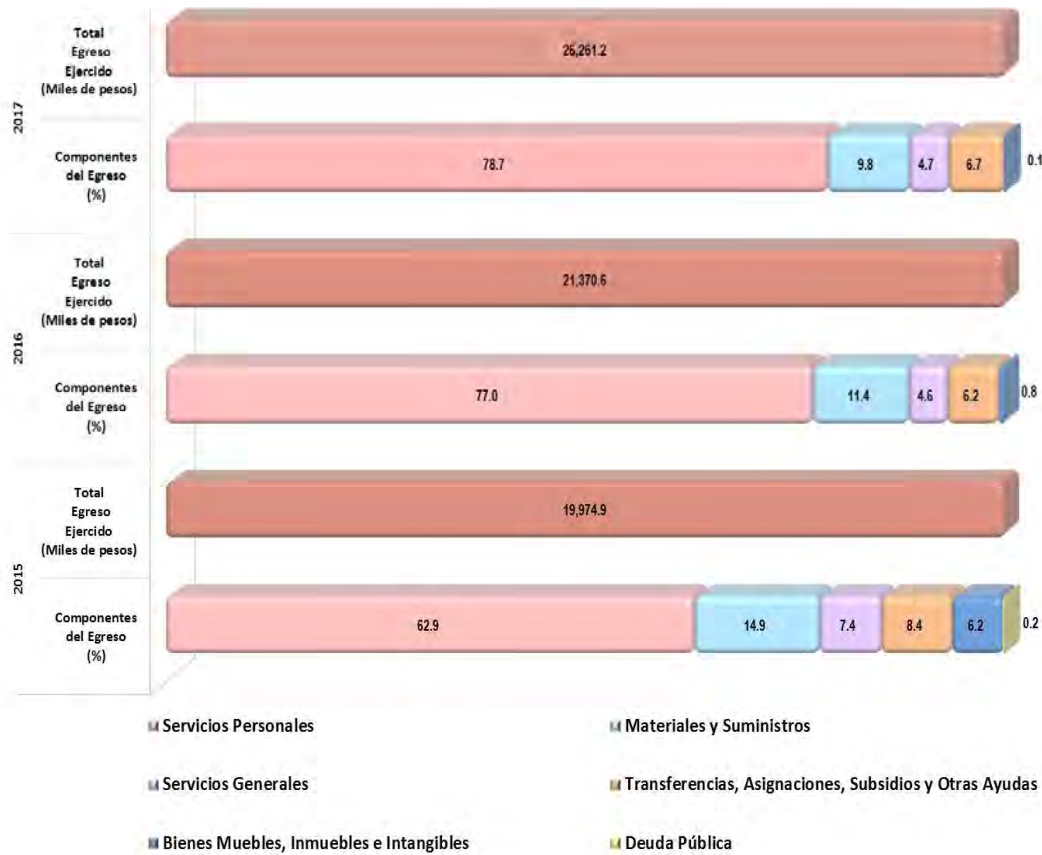 2017
Total
Egreso
Ejercido
(Miles de pesos)
26,261.2
Componentes
del Egreso
(%)
78.7 9.8 4.7 6.7 0.1
2016
Total
Egreso
Ejercido
(Miles de pesos)
21,370.6
Componentes
del Egreso
(%)
77.0 11.4 4.6 6.2 0.8
2015
Total
Egreso
Ejercido
(Miles de pesos)
19,974.9
Componentes
del Egreso
(%)
62.9 14.9 7.4 8.4 6.2 0.2
Servicios Personales
Materiales y Suministros
Servicios Generales
Transferencias, Asignaciones, Subsidios y Otras Ayudas
Bienes Muebles, Inmuebles e Intangibles
Deuda Pública